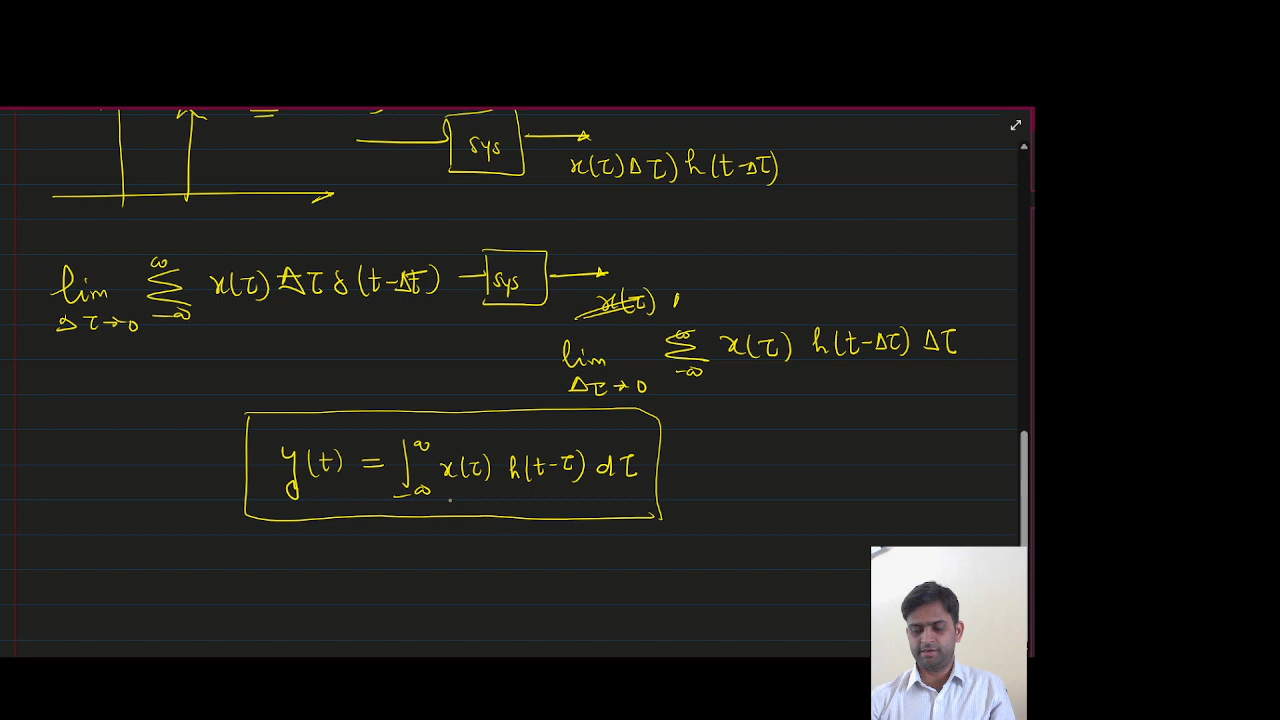 sys
x(τ)Δτ) h(t-Δτ)
lim Δτ→0 ∞ Σ -∞ x(τ) Δτ δ(t-Δτ) sys
x(τ)
lim Δτ→0 ∞ Σ -∞ x(τ) h(t-Δτ) Δτ
y(t) = ∫ ∞ -∞ x(τ) h(t-τ) dτ